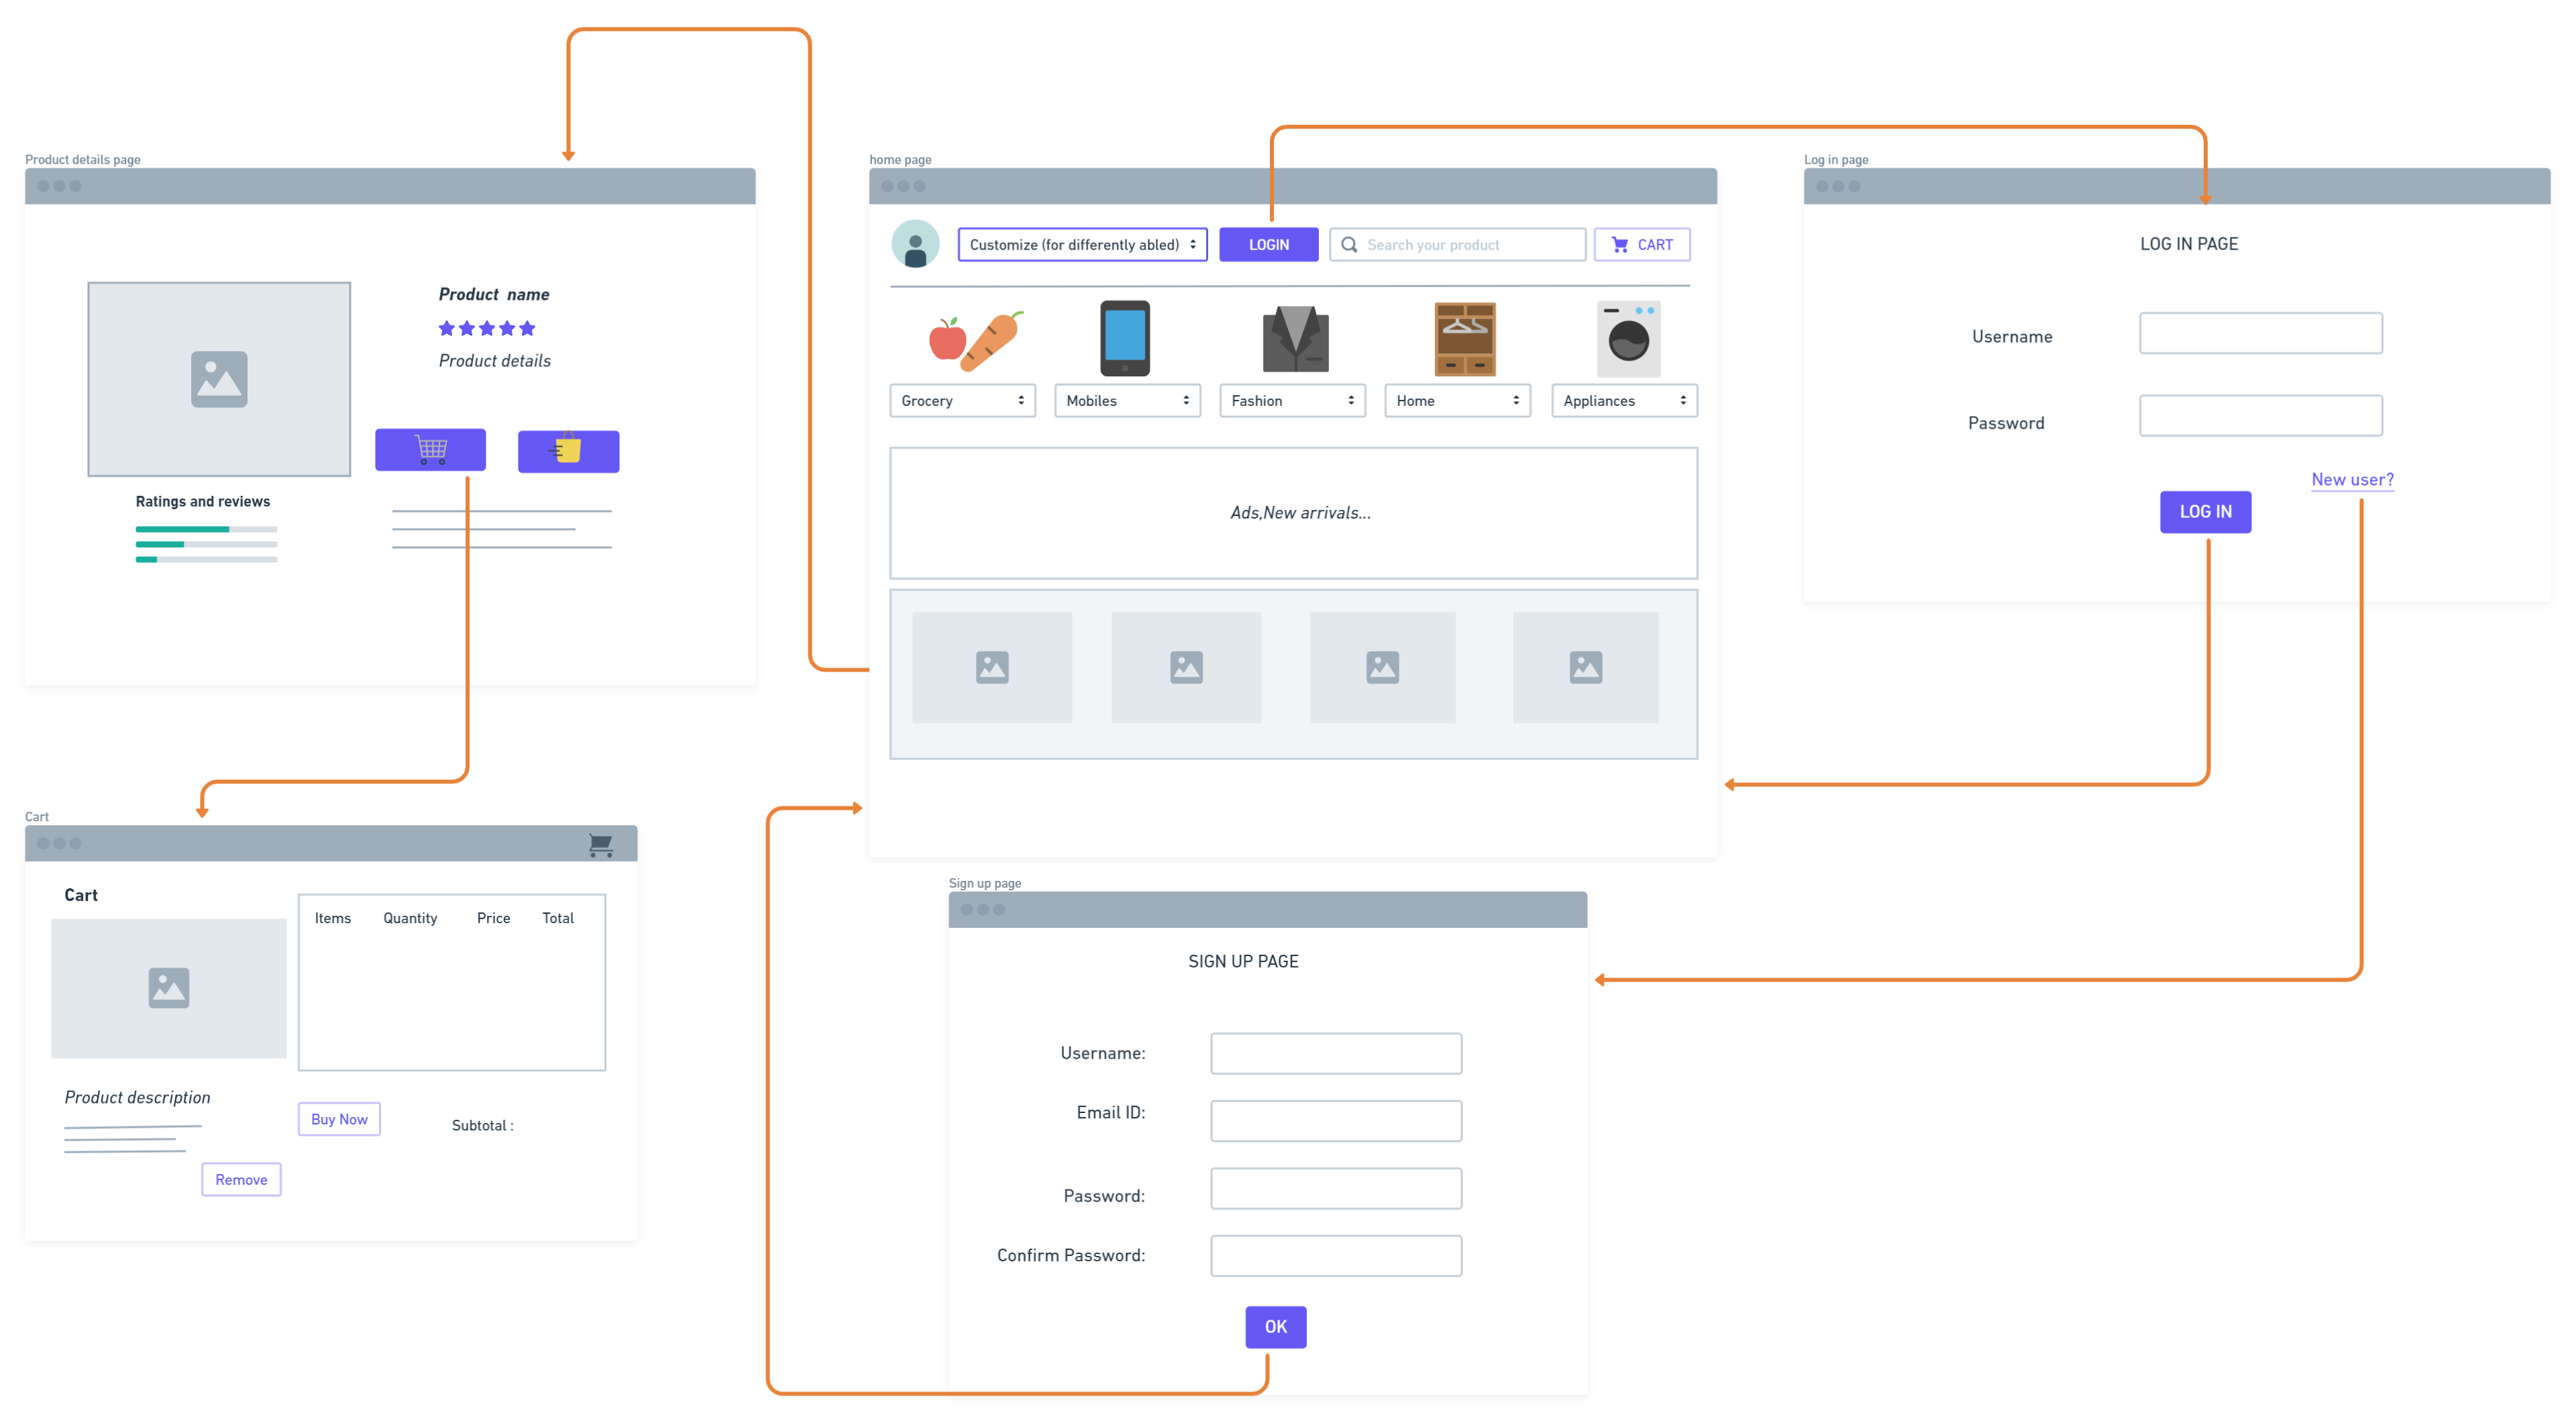 Product details page
Product name
Product details
Ratings and reviews
home page
Customize (for differently abled)
LOGIN
Search your product
CART
Grocery
Mobiles
Fashion
Home
Appliances
Ads,New arrivals...
Log in page
LOG IN PAGE
Username
Password
New user?
LOG IN
Cart
Cart
Items Quantity Price Total
Product description
Buy Now
Subtotal :
Remove
Sign up page
SIGN UP PAGE
Username:
Email ID:
Password:
Confirm Password:
OK